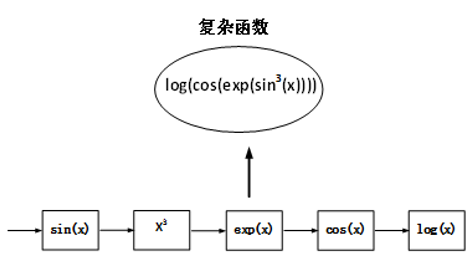 复杂函数
log(cos(exp(sin³(x))))
sin(x)
X³
exp(x)
cos(x)
log(x)